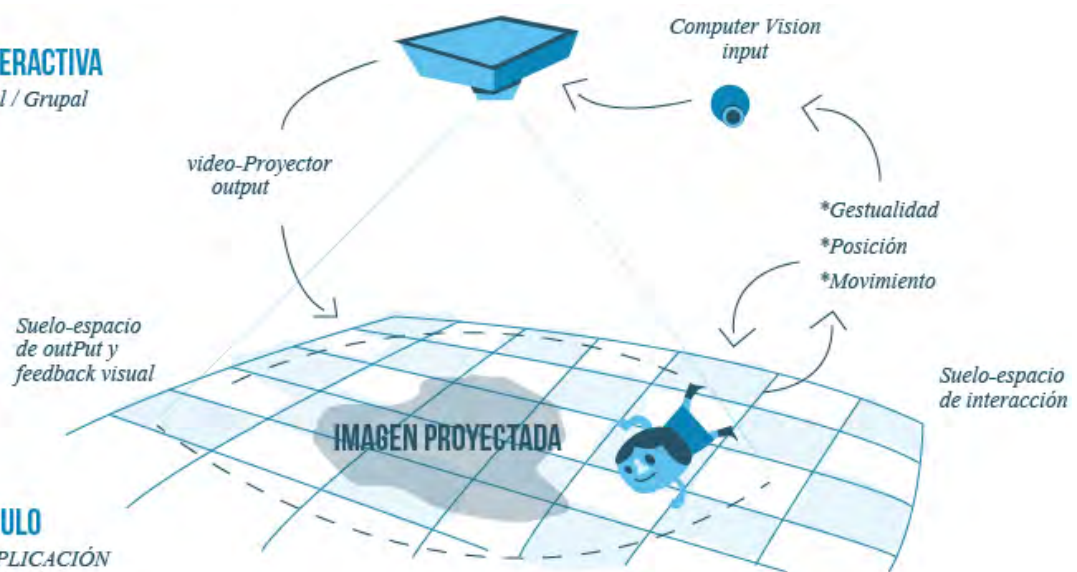 ERACTIVA
l / Grupal
Computer Vision
input
video-Proyector
output
*Gestualidad
*Posición
*Movimiento
Suelo-espacio
de outPut y
feedback visual
Suelo-espacio
de interacción
IMAGEN PROYECTADA
ULO
PLICACIÓN